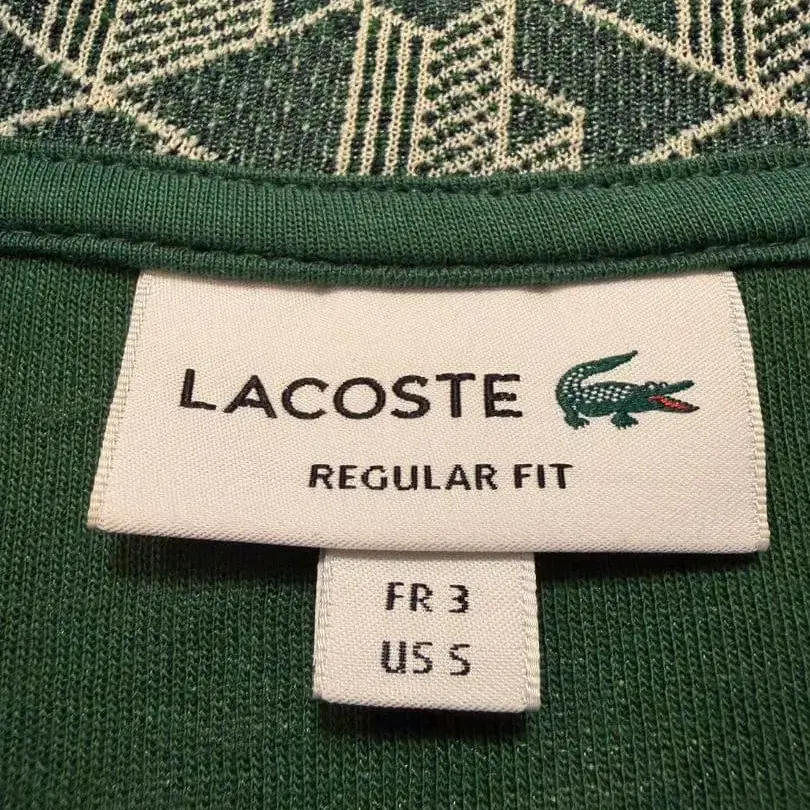 LACOSTE
REGULAR FIT
FR 3
US S